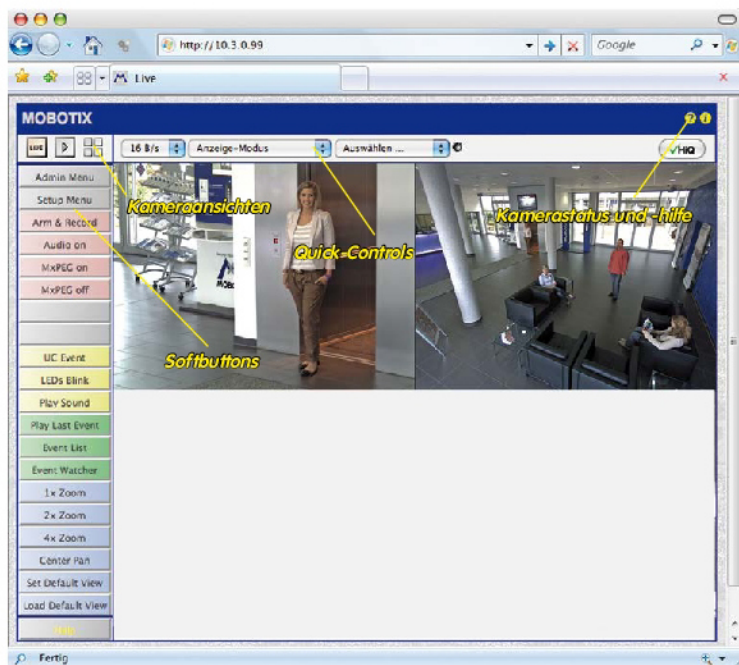 http://10.3.0.99
Google
Live
MOBOTIX
LIVE
16 B/s
Anzeige-Modus
Auswählen ...
HiQ
Admin Menu
Setup Menu
Arm & Record
Audio on
MxPEG on
MxPEG off
UC Event
LEDs Blink
Play Sound
Play Last Event
Event List
Event Watcher
1x Zoom
2x Zoom
4x Zoom
Center Pan
Set Default View
Load Default View
Help
Kameraansichten
Quick-Controls
Kamerastatus und -hilfe
Softbuttons
Fertig